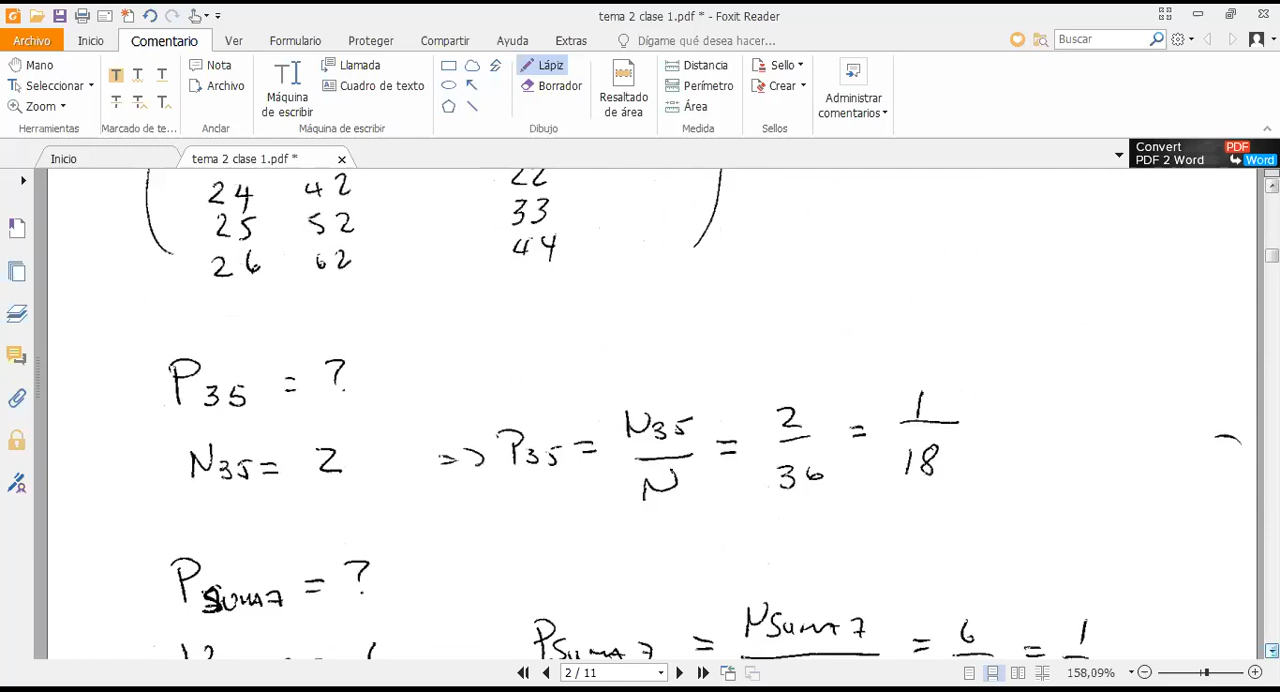 tema 2 clase 1.pdf * - Foxit Reader
Archivo Inicio Comentario Ver Formulario Proteger Compartir Ayuda Extras Dígame qué desea hacer... Buscar
Mano Nota Llamada Lápiz Distancia Sello
Seleccionar Archivo Máquina de escribir Cuadro de texto Borrador Resaltado de área Perímetro Crear Administrar comentarios
Zoom Área
Herramientas Marcado de te... Anclar Máquina de escribir Dibujo Medida Sellos
Inicio tema 2 clase 1.pdf *
Convert PDF
PDF 2 Word Word
24 42 22
25 52 33
26 62 44
P35 = ?
N35 = 2 => P35 = N35/N = 2/36 = 1/18
PSUMA7 = ?
PSUMA7 = NSUMA7 = 6 = 1
2 / 11 158,09%